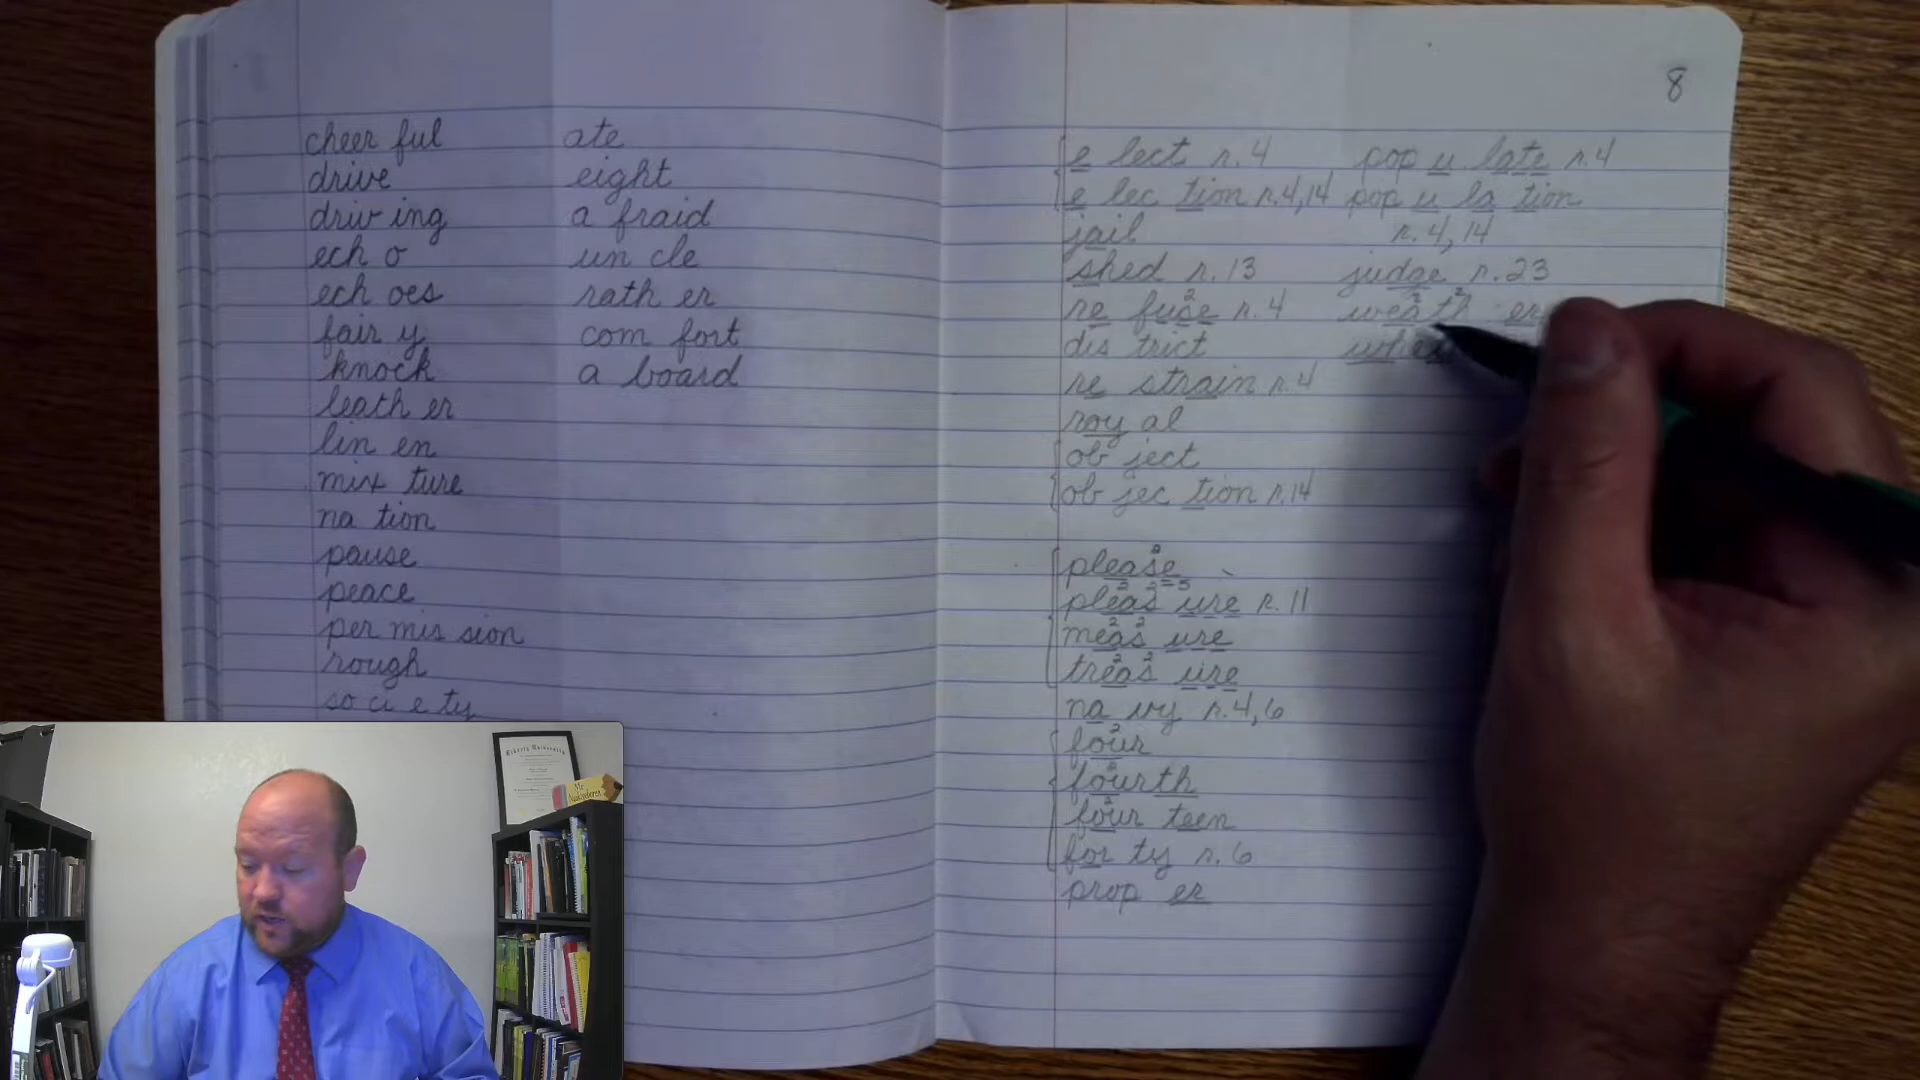 cheer ful
drive
driv ing
ech o
ech oes
fair y
knock
leath er
lin en
mix ture
na tion
pause
peace
per mis sion
rough
so ci e ty
ate
eight
a fraid
un cle
rath er
com fort
a board
8
e lect r. 4
e lec tion r. 4, 14
jail
shed r. 13
re fuse r. 4
dis trict
re strain r. 4
roy al
ob ject
ob jec tion r. 14
please
pleas ure r. 11
meas ure
treas ure
na vy r. 4, 6
four
fourth
four teen
for ty r. 6
prop er
pop u late r. 4
pop u la tion
r. 4, 14
judge r. 23
weath er
Liberty University